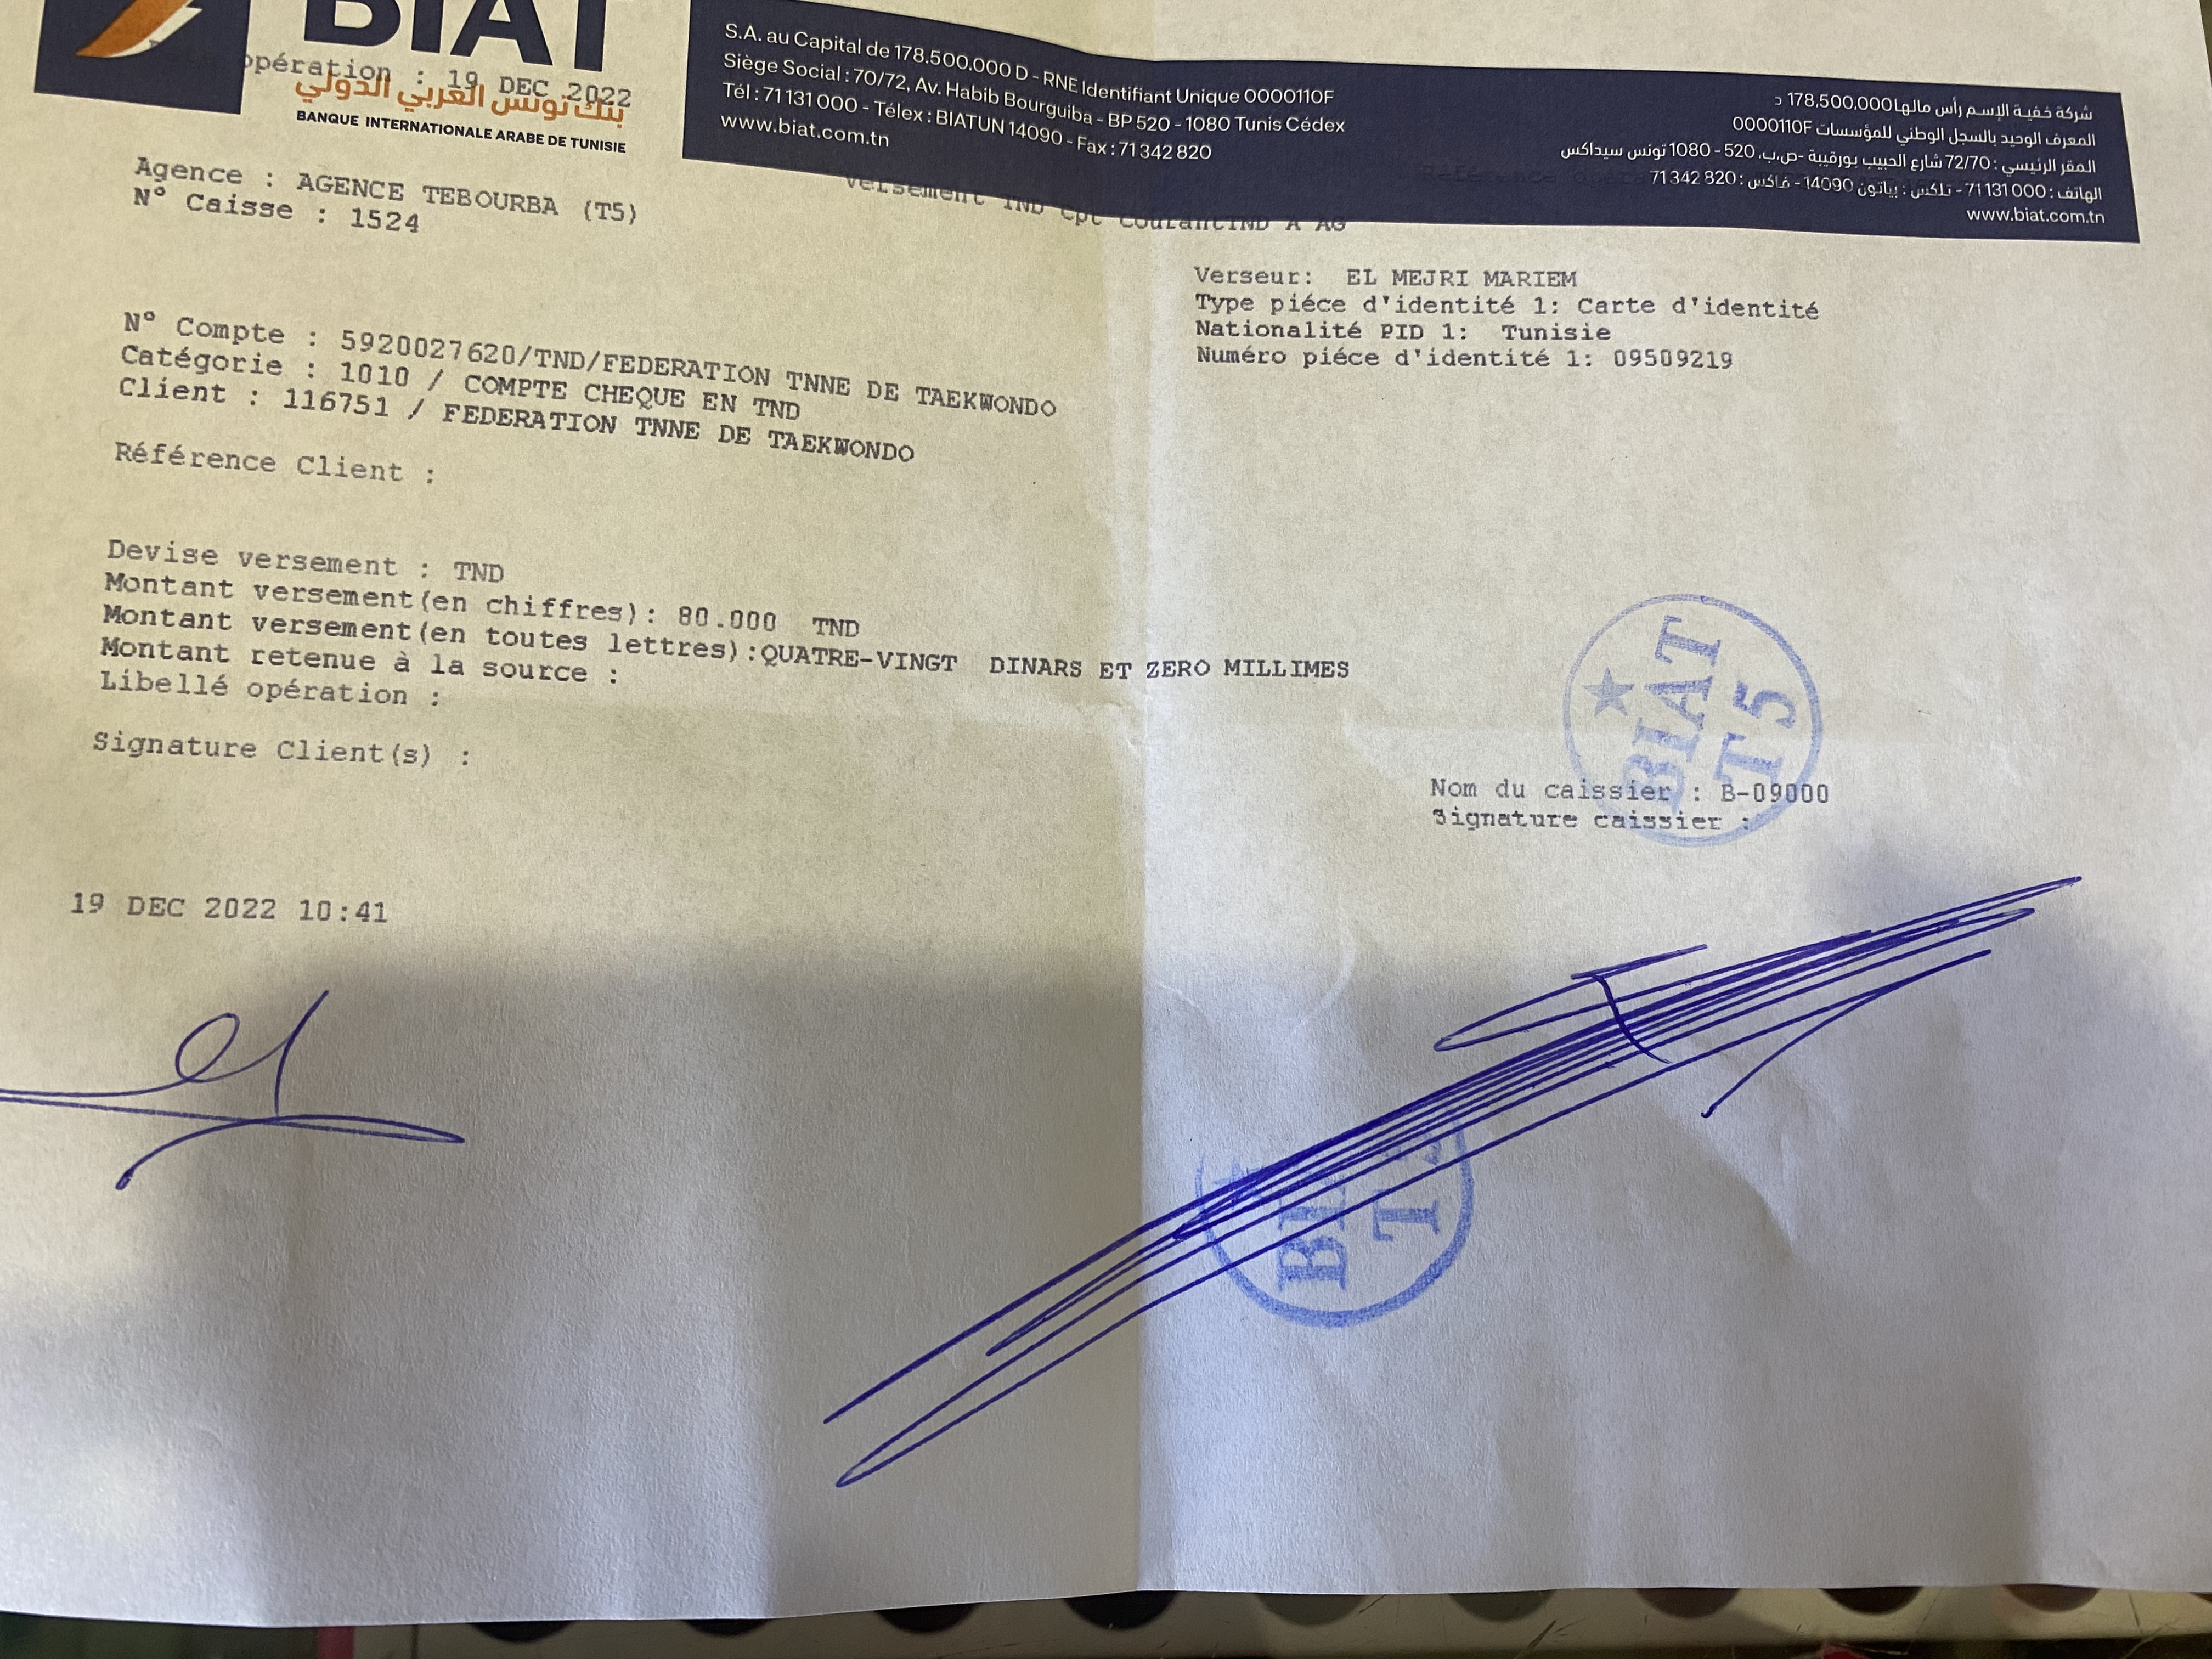 BIAT
opération : 19 DEC 2022
بنك تونس العربي الدولي
BANQUE INTERNATIONALE ARABE DE TUNISIE
S.A. au Capital de 178.500.000 D - RNE Identifiant Unique 0000110F
Siège Social : 70/72, Av. Habib Bourguiba - BP 520 - 1080 Tunis Cédex
Tél : 71 131 000 - Télex : BIATUN 14090 - Fax : 71 342 820
www.biat.com.tn
شركة خفية الإسم رأس مالها 178.500.000 د
المعرف الوحيد بالسجل الوطني للمؤسسات 0000110F
المقر الرئيسي : 72/70 شارع الحبيب بورقيبة -ص.ب. 520 - 1080 تونس سيداكس
الهاتف : 71 131 000 - تلكس : بياتون 14090 - فاكس : 71 342 820
www.biat.com.tn
Agence : AGENCE TEBOURBA (T5)
N° Caisse : 1524
Versement TND Cpt CourantTND A AG
Verseur: EL MEJRI MARIEM
Type piéce d'identité 1: Carte d'identité
Nationalité PID 1: Tunisie
Numéro piéce d'identité 1: 09509219
N° Compte : 5920027620/TND/FEDERATION TNNE DE TAEKWONDO
Catégorie : 1010 / COMPTE CHEQUE EN TND
Client : 116751 / FEDERATION TNNE DE TAEKWONDO
Référence Client :
Devise versement : TND
Montant versement(en chiffres): 80.000 TND
Montant versement(en toutes lettres):QUATRE-VINGT DINARS ET ZERO MILLIMES
Montant retenue à la source :
Libellé opération :
Signature Client(s) :
BIAT
T5
Nom du caissier : B-09000
Signature caissier :
19 DEC 2022 10:41